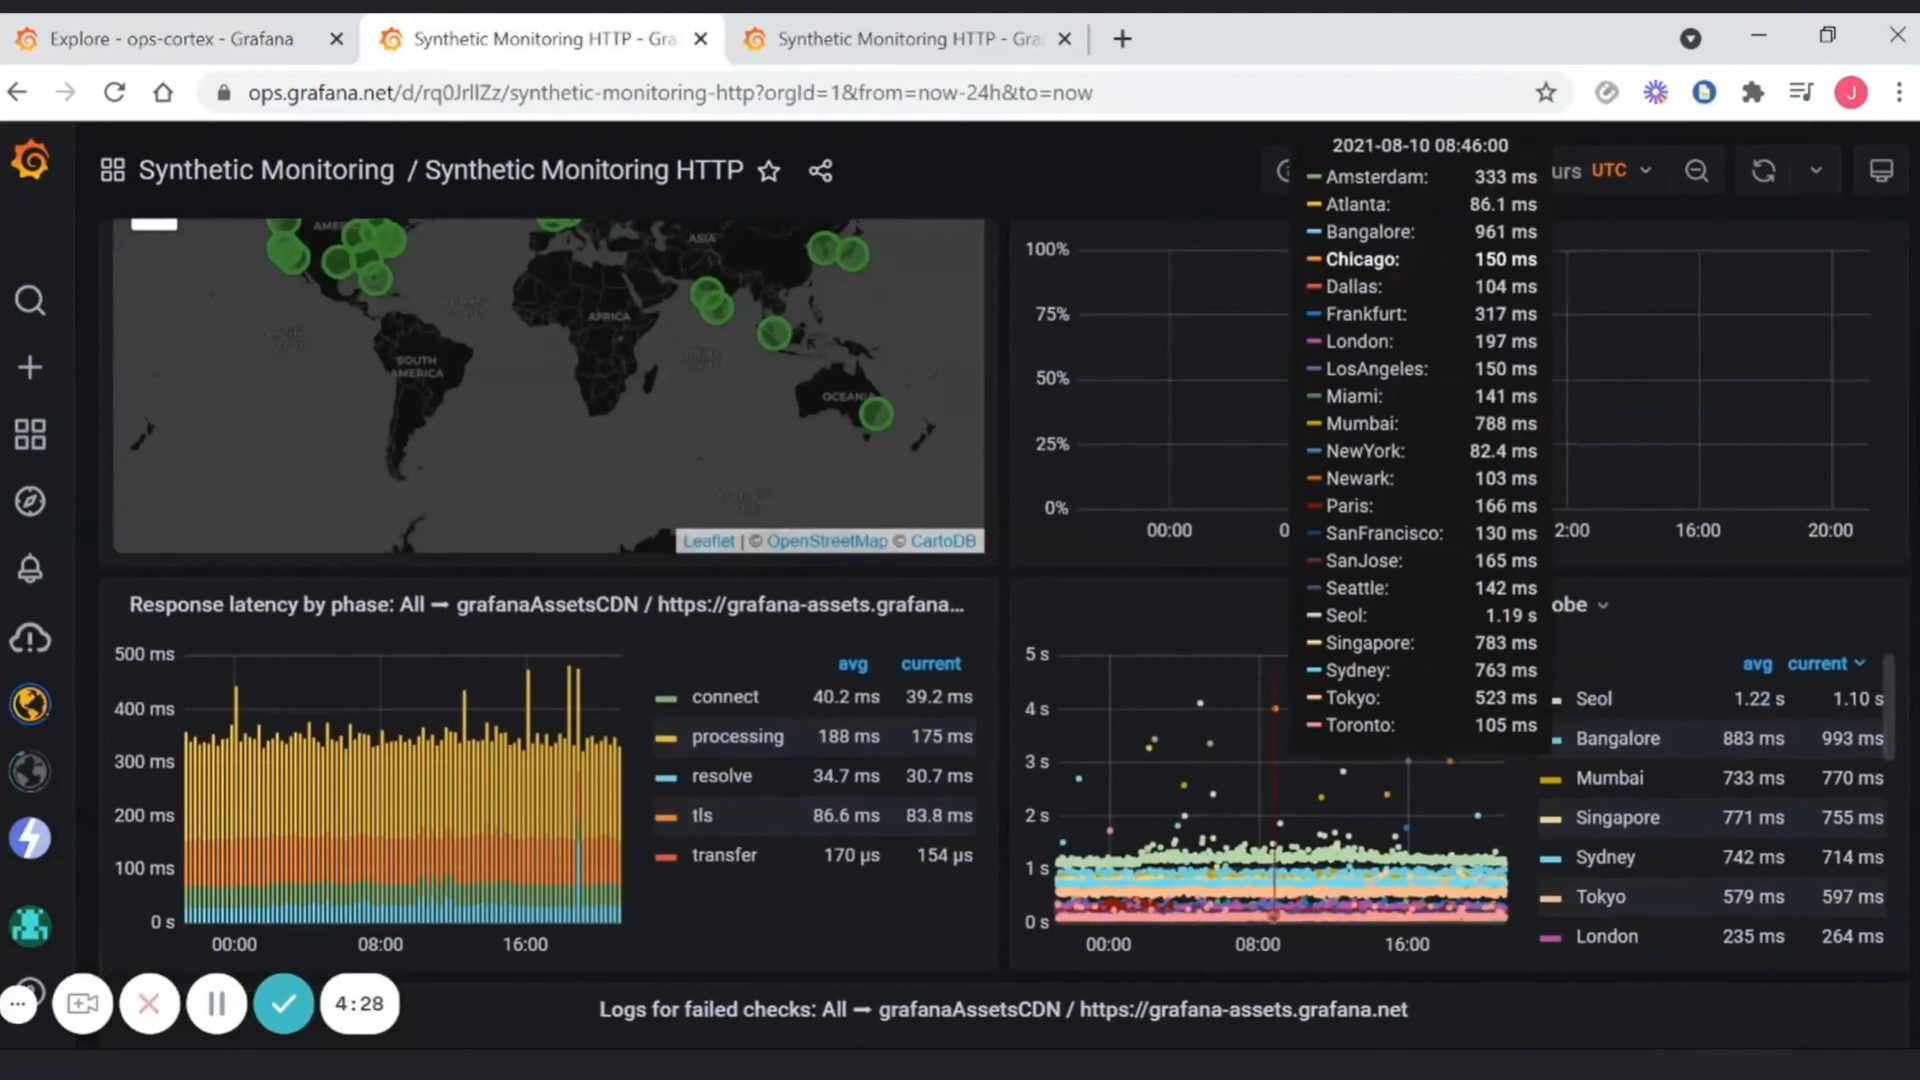 Explore - ops-cortex - Grafana
Synthetic Monitoring HTTP - Gra
Synthetic Monitoring HTTP - Gra
ops.grafana.net/d/rq0JrllZz/synthetic-monitoring-http?orgId=1&from=now-24h&to=now
J
Synthetic Monitoring / Synthetic Monitoring HTTP
urs UTC
2021-08-10 08:46:00
Amsterdam: 333 ms
Atlanta: 86.1 ms
Bangalore: 961 ms
Chicago: 150 ms
Dallas: 104 ms
Frankfurt: 317 ms
London: 197 ms
LosAngeles: 150 ms
Miami: 141 ms
Mumbai: 788 ms
NewYork: 82.4 ms
Newark: 103 ms
Paris: 166 ms
SanFrancisco: 130 ms
SanJose: 165 ms
Seattle: 142 ms
Seol: 1.19 s
Singapore: 783 ms
Sydney: 763 ms
Tokyo: 523 ms
Toronto: 105 ms
AME
ASIA
AFRICA
SOUTH
AMERICA
OCEANI
Leaflet | © OpenStreetMap © CartoDB
100%
75%
50%
25%
0%
00:00 0 2:00 16:00 20:00
Response latency by phase: All ➞ grafanaAssetsCDN / https://grafana-assets.grafana...
500 ms
400 ms
300 ms
200 ms
100 ms
0 s
00:00 08:00 16:00
avg current
connect 40.2 ms 39.2 ms
processing 188 ms 175 ms
resolve 34.7 ms 30.7 ms
tls 86.6 ms 83.8 ms
transfer 170 µs 154 µs
obe
5 s
4 s
3 s
2 s
1 s
0 s
00:00 08:00 16:00
avg current
Seol 1.22 s 1.10 s
Bangalore 883 ms 993 ms
Mumbai 733 ms 770 ms
Singapore 771 ms 755 ms
Sydney 742 ms 714 ms
Tokyo 579 ms 597 ms
London 235 ms 264 ms
4:28
Logs for failed checks: All ➞ grafanaAssetsCDN / https://grafana-assets.grafana.net